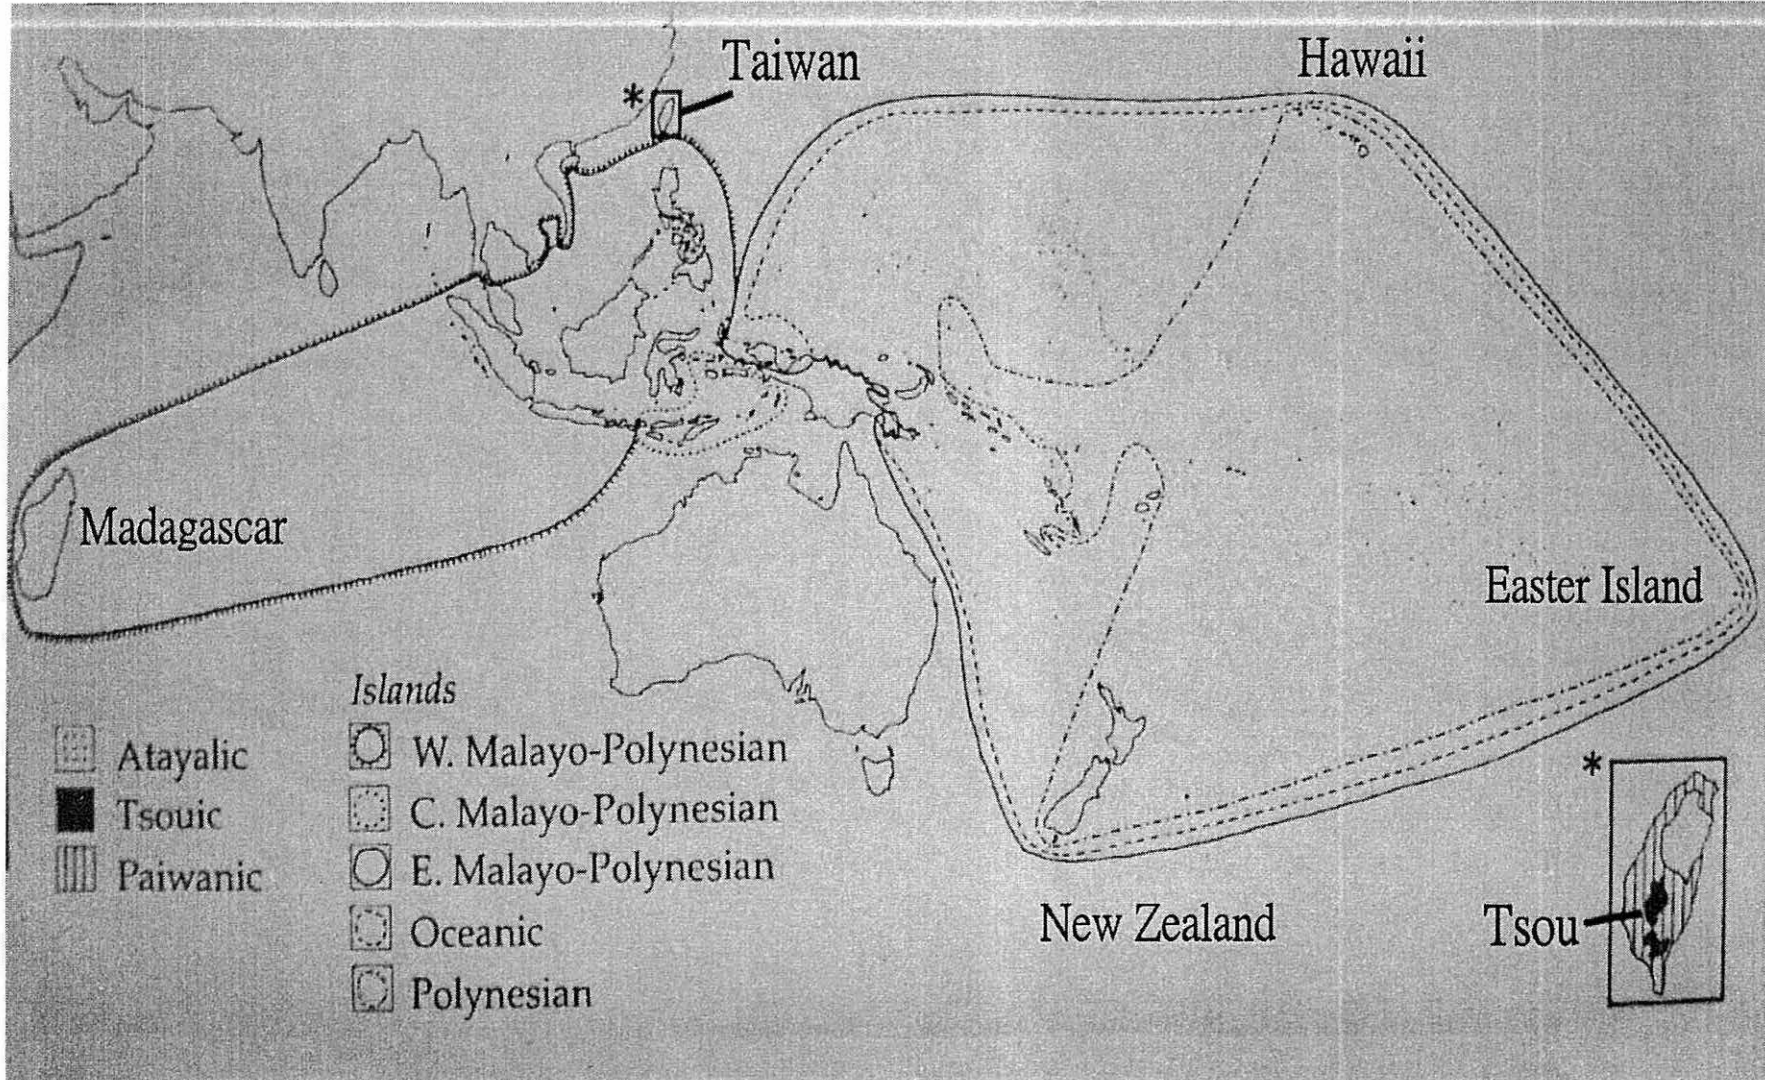 Taiwan
Hawaii
*
Madagascar
Easter Island
Islands
Atayalic
Tsouic
Paiwanic
W. Malayo-Polynesian
C. Malayo-Polynesian
E. Malayo-Polynesian
Oceanic
Polynesian
New Zealand
*
Tsou